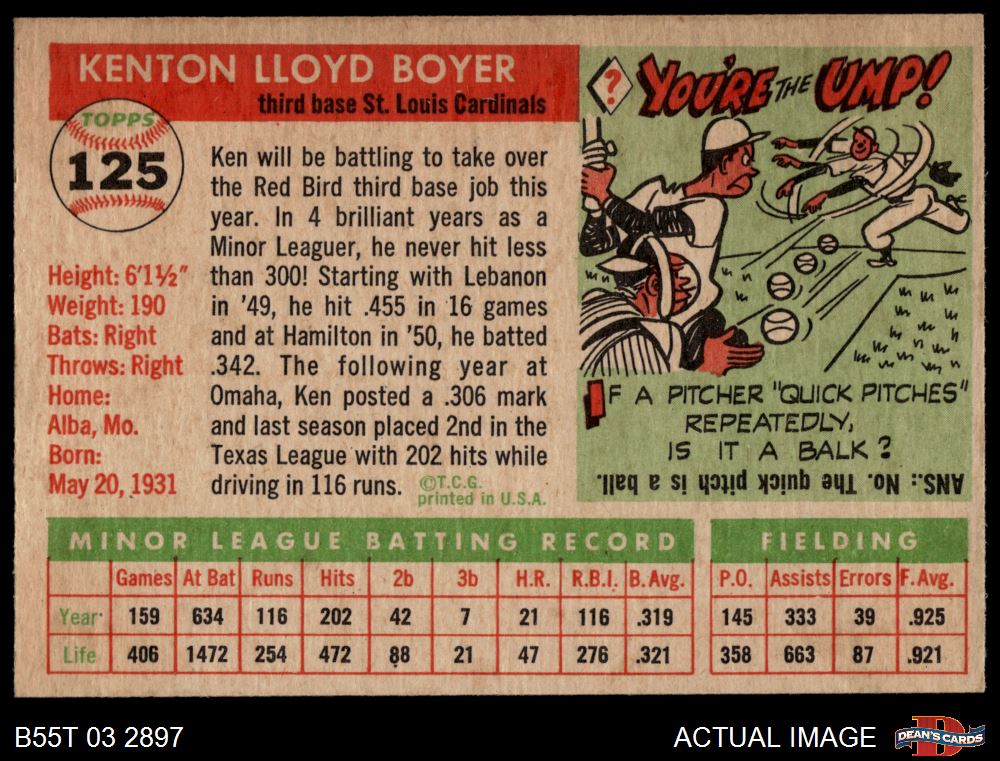 KENTON LLOYD BOYER
third base St. Louis Cardinals
TOPPS
125
Height: 6'1½"
Weight: 190
Bats: Right
Throws: Right
Home:
Alba, Mo.
Born:
May 20, 1931
Ken will be battling to take over
the Red Bird third base job this
year. In 4 brilliant years as a
Minor Leaguer, he never hit less
than 300! Starting with Lebanon
in '49, he hit .455 in 16 games
and at Hamilton in '50, he batted
.342. The following year at
Omaha, Ken posted a .306 mark
and last season placed 2nd in the
Texas League with 202 hits while
driving in 116 runs.
©T.C.G.
printed in U.S.A.
? YOU'RE THE UMP!
IF A PITCHER "QUICK PITCHES"
REPEATEDLY,
IS IT A BALK?
ANS.: No. The quick pitch is a ball.
MINOR LEAGUE BATTING RECORD FIELDING
Games At Bat Runs Hits 2b 3b H.R. R.B.I. B.Avg. P.O. Assists Errors F.Avg.
Year 159 634 116 202 42 7 21 116 .319 145 333 39 .925
Life 406 1472 254 472 88 21 47 276 .321 358 663 87 .921
B55T 03 2897 ACTUAL IMAGE DEAN'S CARDS